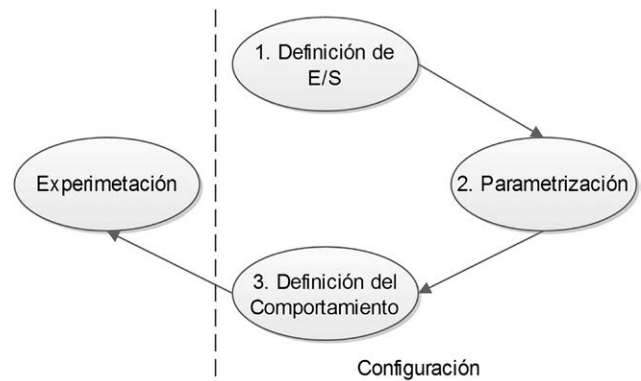 1. Definición de
E/S
Experimetación
2. Parametrización
3. Definición del
Comportamiento
Configuración